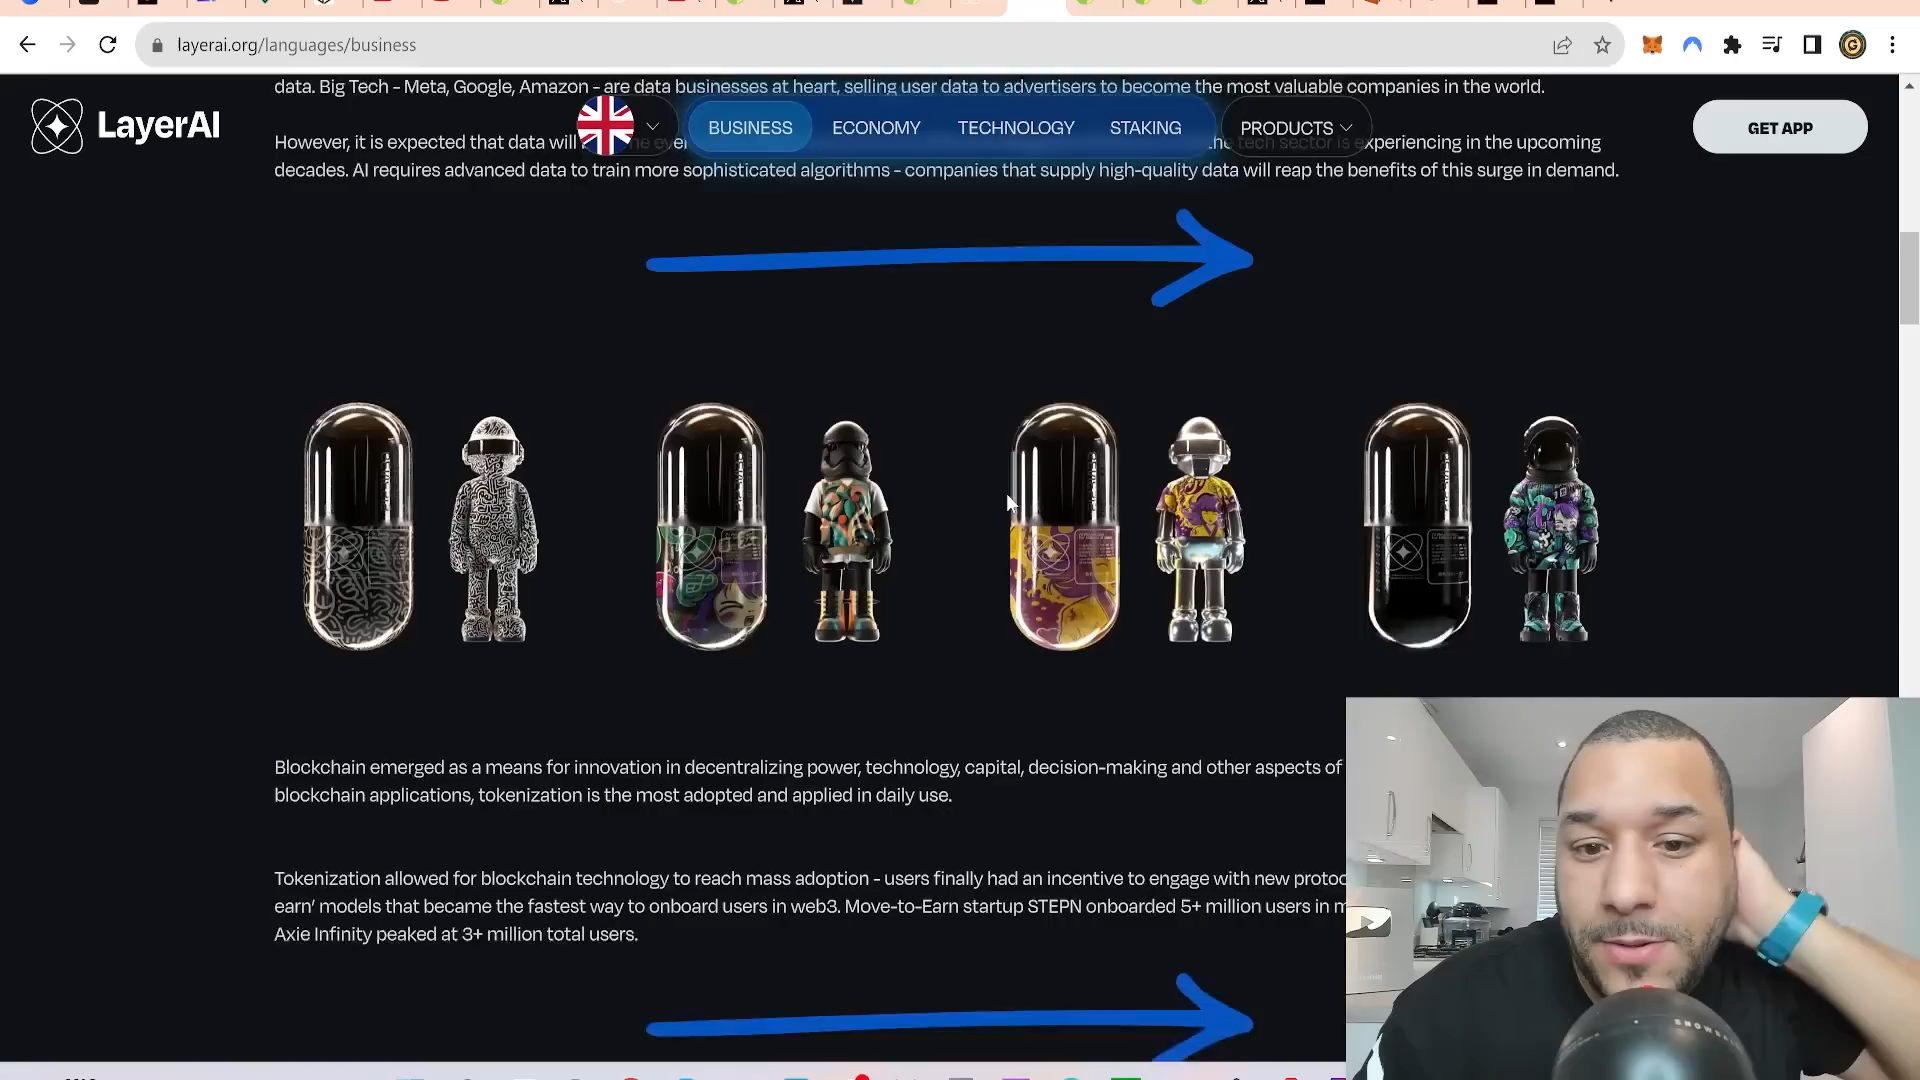 layerai.org/languages/business
data. Big Tech - Meta, Google, Amazon - are data businesses at heart, selling user data to advertisers to become the most valuable companies in the world.
LayerAI
BUSINESS
ECONOMY
TECHNOLOGY
STAKING
PRODUCTS
GET APP
However, it is expected that data will the tech sector is experiencing in the upcoming
decades. AI requires advanced data to train more sophisticated algorithms - companies that supply high-quality data will reap the benefits of this surge in demand.
Blockchain emerged as a means for innovation in decentralizing power, technology, capital, decision-making and other aspects of
blockchain applications, tokenization is the most adopted and applied in daily use.
Tokenization allowed for blockchain technology to reach mass adoption - users finally had an incentive to engage with new protoc
earn’ models that became the fastest way to onboard users in web3. Move-to-Earn startup STEPN onboarded 5+ million users in m
Axie Infinity peaked at 3+ million total users.